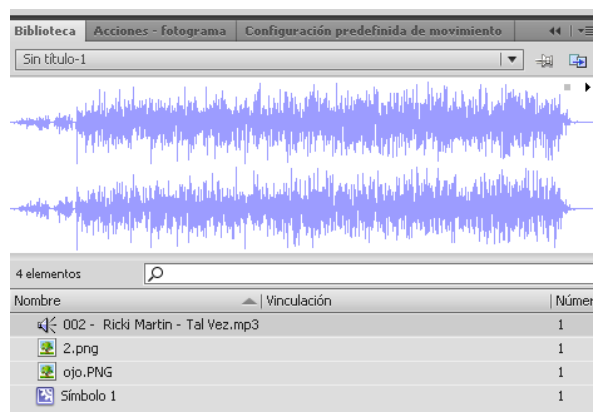 Biblioteca Acciones - fotograma Configuración predefinida de movimiento
Sin título-1
4 elementos
Nombre Vinculación Númer
002 - Ricki Martin - Tal Vez.mp3 1
2.png 1
ojo.PNG 1
Símbolo 1 1